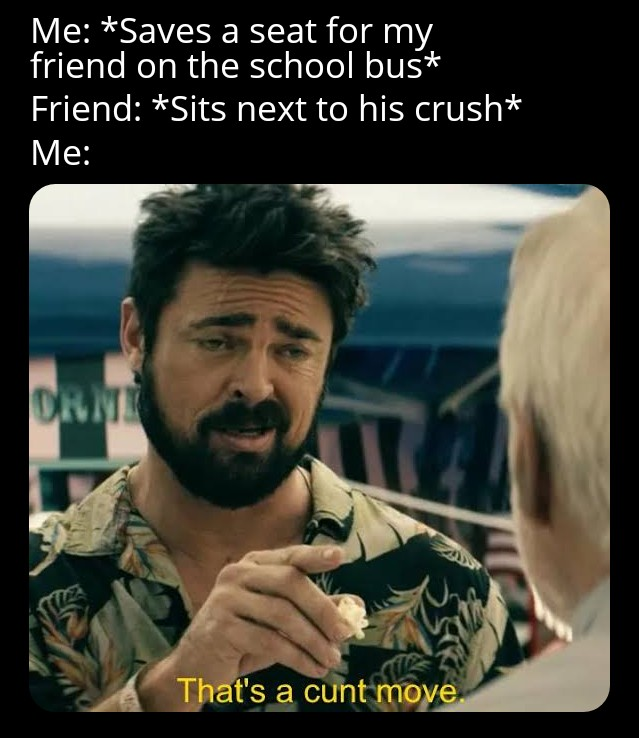 Me: *Saves a seat for my
friend on the school bus*
Friend: *Sits next to his crush*
Me:
ORNE
That's a cunt move.